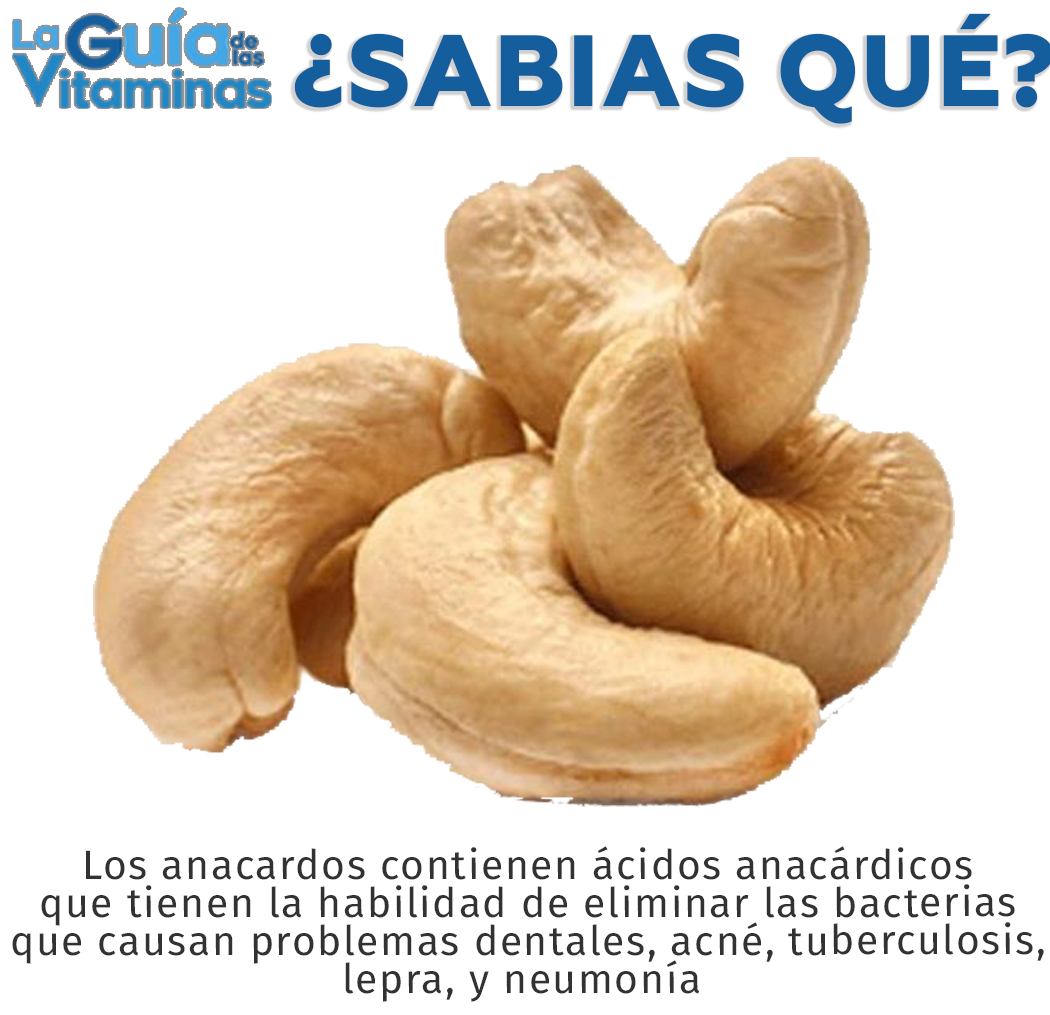 La Guía de las
Vitaminas
¿SABIAS QUÉ?
Los anacardos contienen ácidos anacárdicos
que tienen la habilidad de eliminar las bacterias
que causan problemas dentales, acné, tuberculosis,
lepra, y neumonía